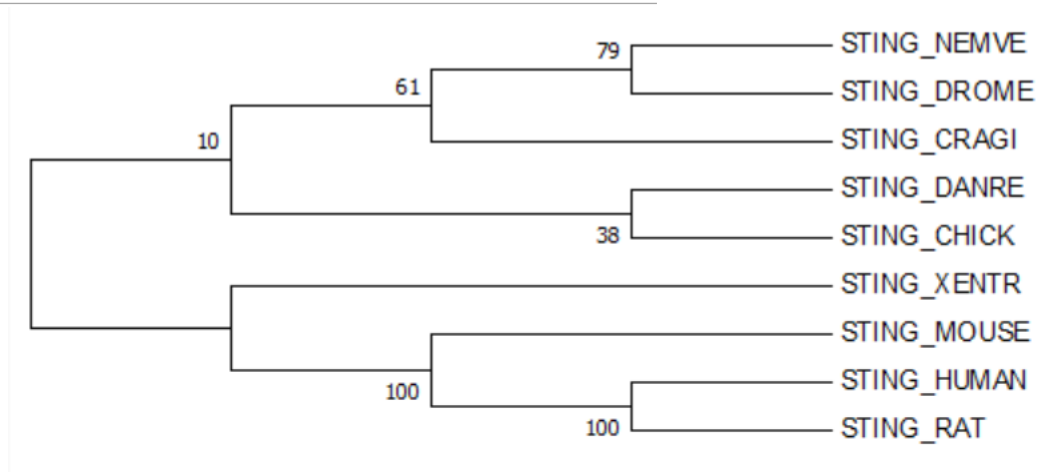 79
STING_NEMVE
61
STING_DROME
10
STING_CRAGI
STING_DANRE
38
STING_CHICK
STING_XENTR
STING_MOUSE
100
STING_HUMAN
100
STING_RAT